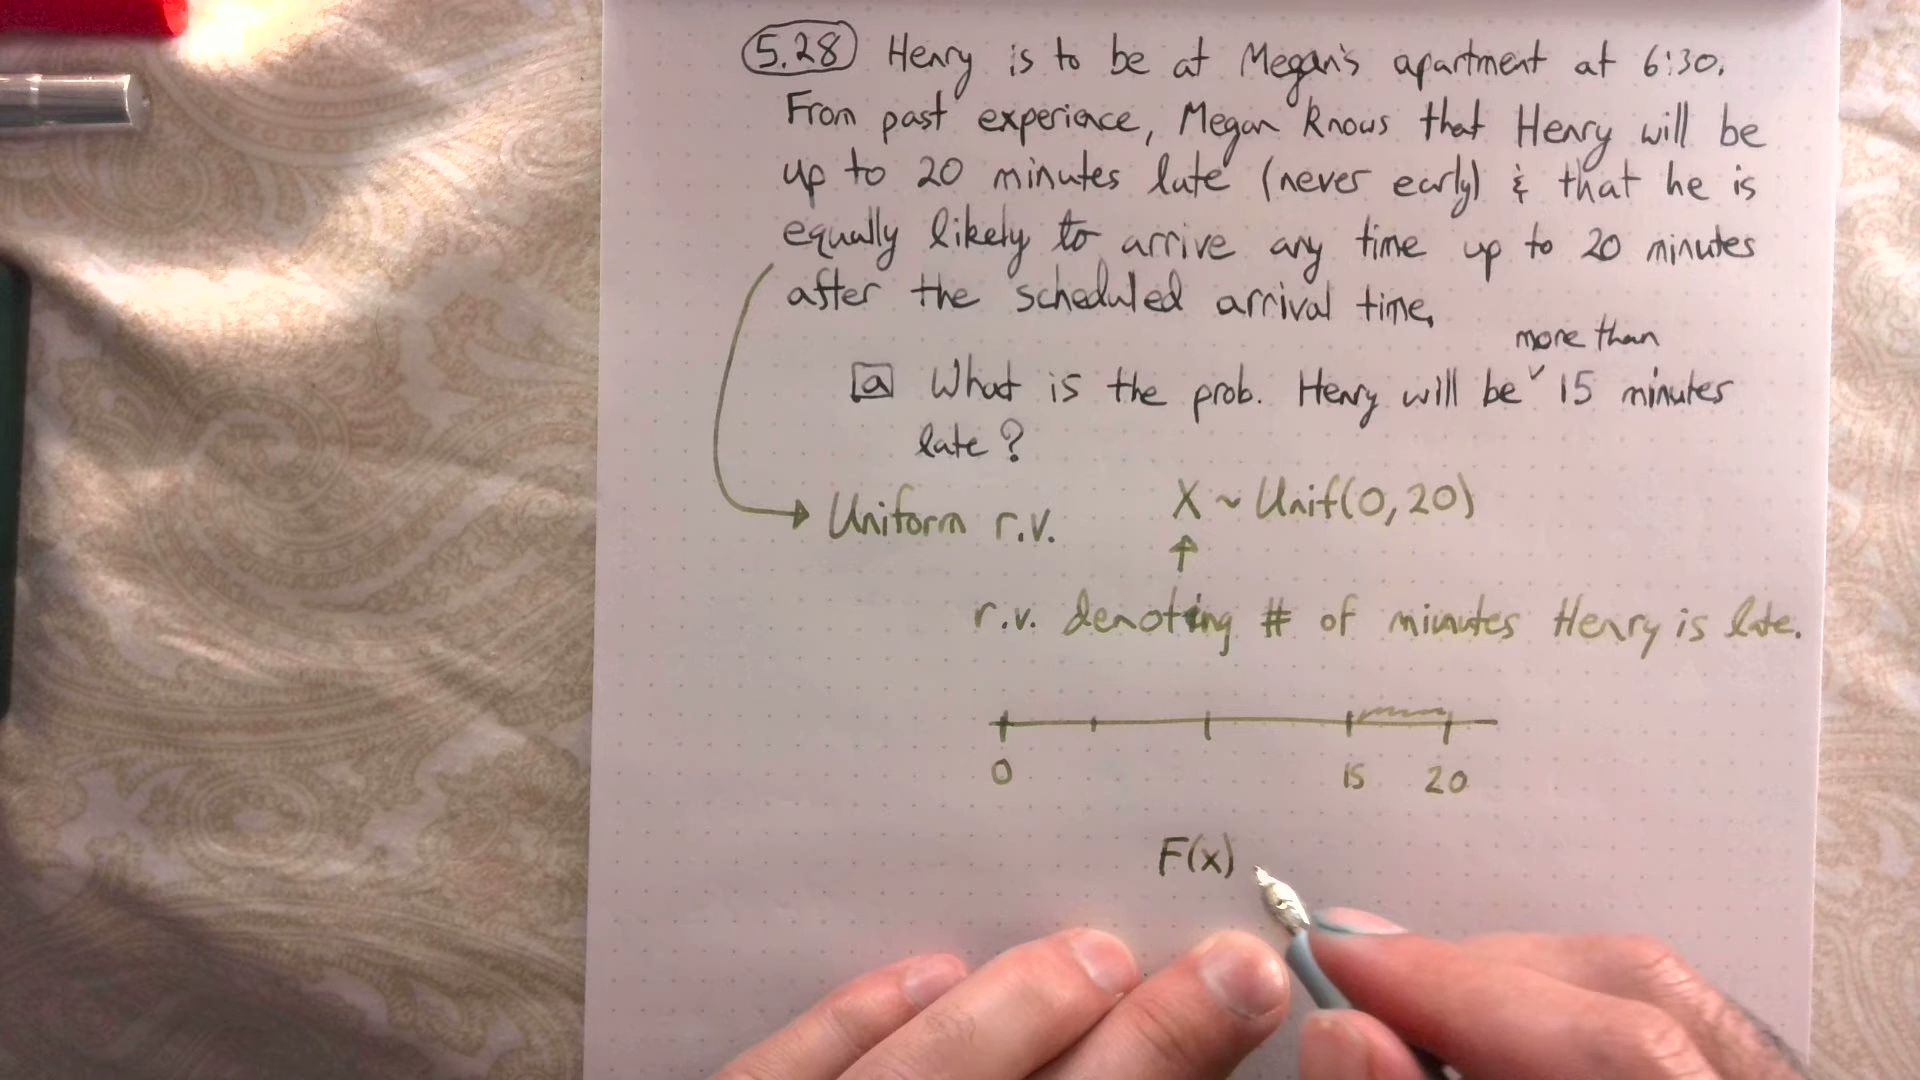 5.28 Henry is to be at Megan's apartment at 6:30.
From past experience, Megan knows that Henry will be
up to 20 minutes late (never early) & that he is
equally likely to arrive any time up to 20 minutes
after the scheduled arrival time.
more than
a What is the prob. Henry will be ˅ 15 minutes
late?
Uniform r.v. X ~ Unif(0, 20)
r.v. denoting # of minutes Henry is late.
0 15 20
F(x)